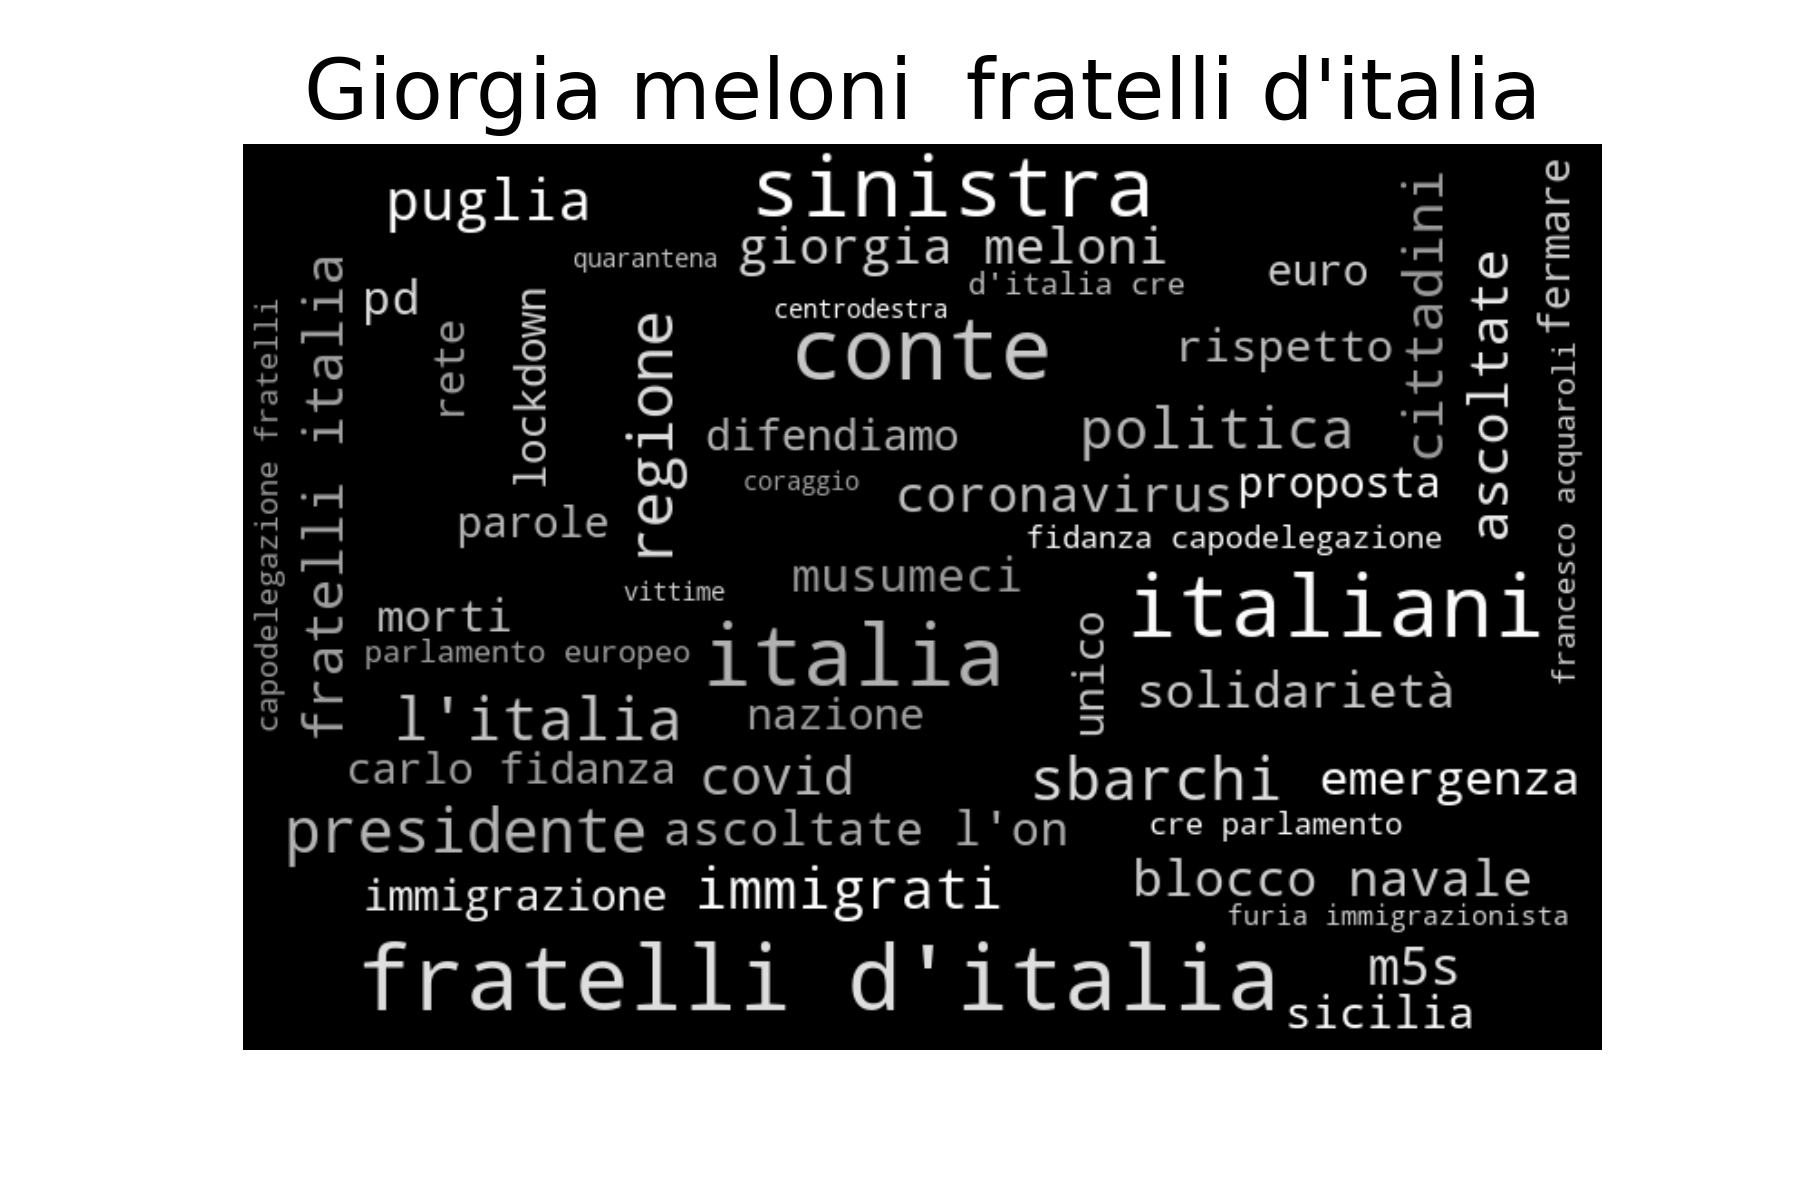 Giorgia meloni  fratelli d'italia
puglia
sinistra
quarantena
giorgia meloni
d'italia cre
euro
cittadini
fermare
pd
rete
lockdown
centrodestra
conte
rispetto
ascoltate
capodelegazione fratelli
fratelli italia
regione
difendiamo
politica
francesco acquaroli
coraggio
coronavirus
proposta
parole
fidanza capodelegazione
musumeci
vittime
italiani
morti
parlamento europeo
italia
unico
solidarietà
l'italia
nazione
carlo fidanza
covid
sbarchi
emergenza
presidente
ascoltate l'on
cre parlamento
immigrazione
immigrati
blocco navale
furia immigrazionista
fratelli d'italia
m5s
sicilia